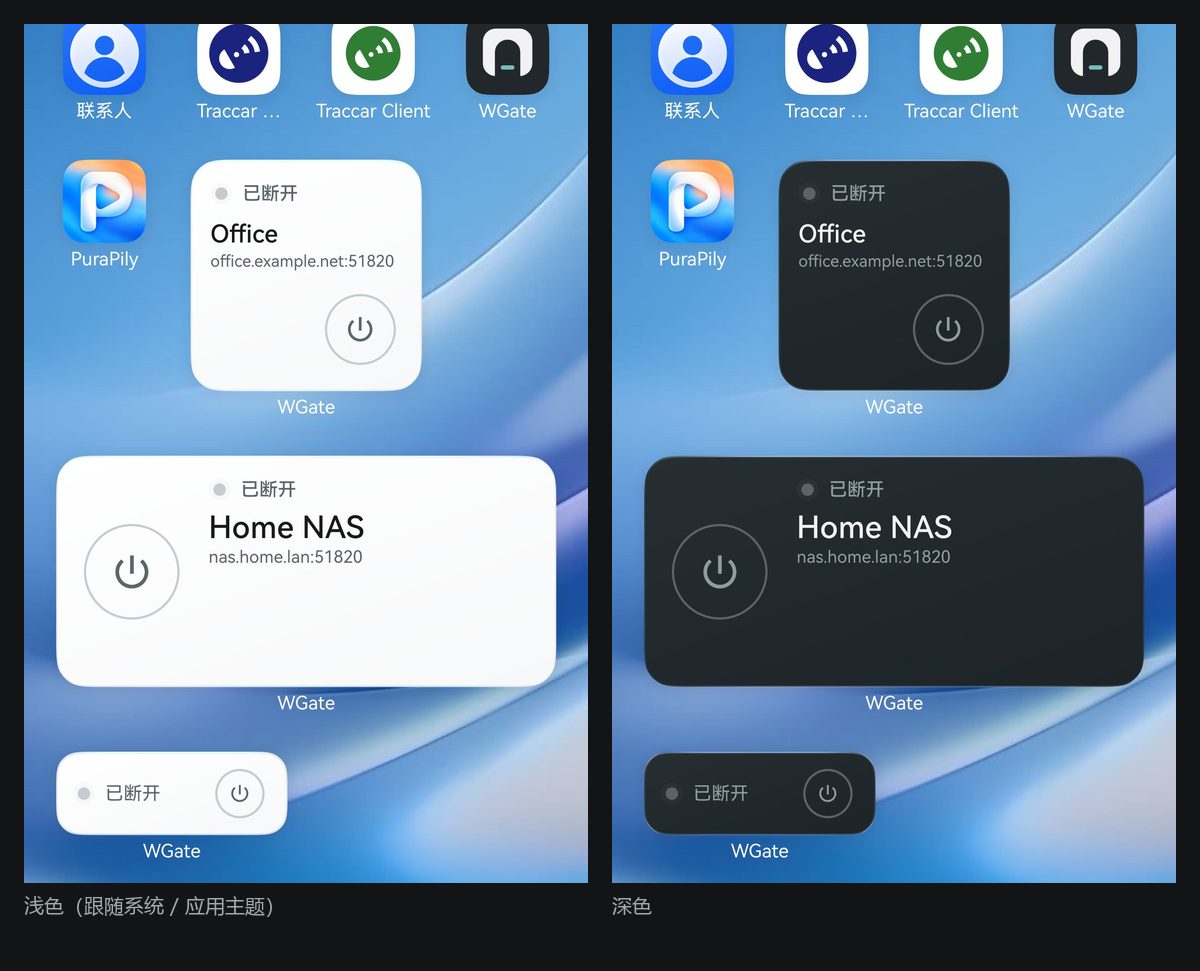 联系人
Traccar ...
Traccar Client
WGate
PuraPily
已断开
Office
office.example.net:51820
WGate
已断开
Home NAS
nas.home.lan:51820
WGate
已断开
WGate
浅色（跟随系统 / 应用主题）
联系人
Traccar ...
Traccar Client
WGate
PuraPily
已断开
Office
office.example.net:51820
WGate
已断开
Home NAS
nas.home.lan:51820
WGate
已断开
WGate
深色